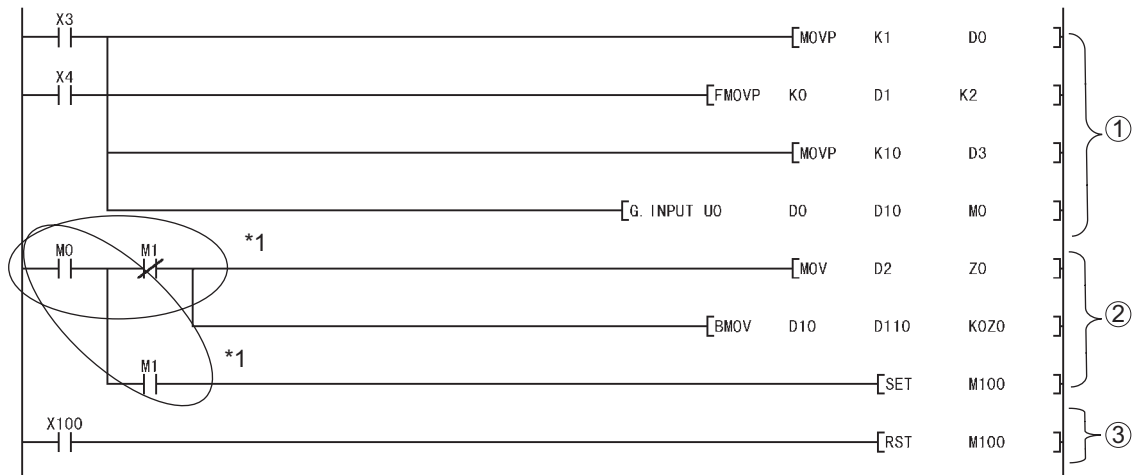 X3
[MOVP K1 D0 ]
X4
[FMOVP K0 D1 K2 ]
[MOVP K10 D3 ]
①
[G.INPUT U0 D0 D10 M0 ]
*1
M0 M1
[MOV D2 Z0 ]
[BMOV D10 D110 K0Z0 ]
②
*1
M1
[SET M100 ]
X100
[RST M100 ]
③